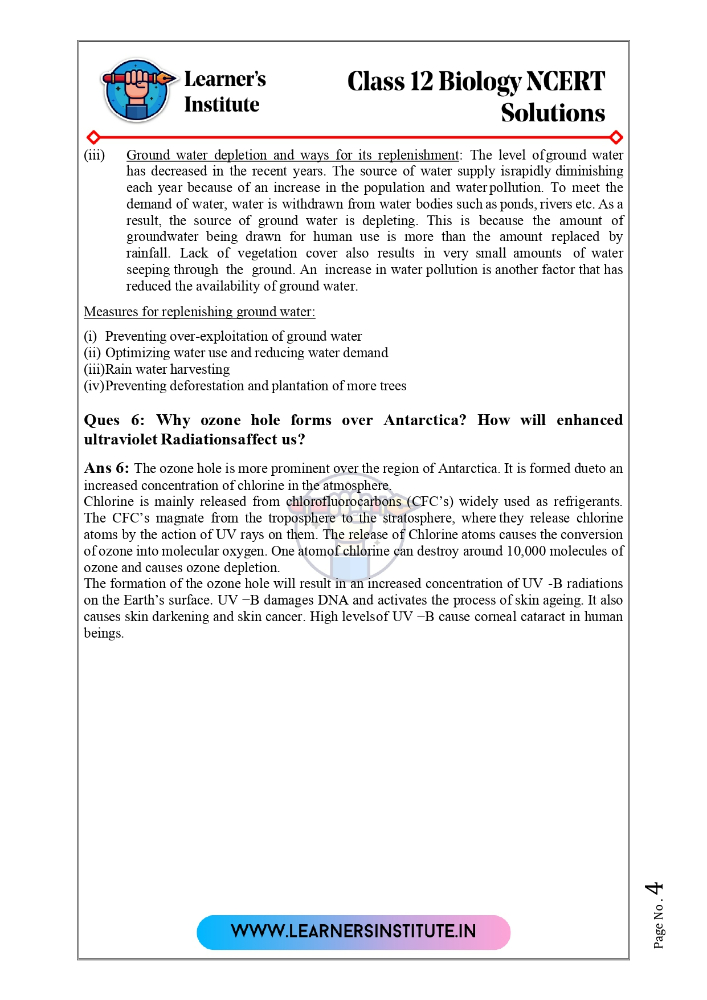 Learner's
Institute
Class 12 Biology NCERT
Solutions
(iii) Ground water depletion and ways for its replenishment: The level of ground water
has decreased in the recent years. The source of water supply israpidly diminishing
each year because of an increase in the population and water pollution. To meet the
demand of water, water is withdrawn from water bodies such as ponds, rivers etc. As a
result, the source of ground water is depleting. This is because the amount of
groundwater being drawn for human use is more than the amount replaced by
rainfall. Lack of vegetation cover also results in very small amounts of water
seeping through the ground. An increase in water pollution is another factor that has
reduced the availability of ground water.
Measures for replenishing ground water:
(i) Preventing over-exploitation of ground water
(ii) Optimizing water use and reducing water demand
(iii)Rain water harvesting
(iv)Preventing deforestation and plantation of more trees
Ques 6: Why ozone hole forms over Antarctica? How will enhanced
ultraviolet Radiationsaffect us?
Ans 6: The ozone hole is more prominent over the region of Antarctica. It is formed dueto an
increased concentration of chlorine in the atmosphere.
Chlorine is mainly released from chlorofluorocarbons (CFC's) widely used as refrigerants.
The CFC's magnate from the troposphere to the stratosphere, where they release chlorine
atoms by the action of UV rays on them. The release of Chlorine atoms causes the conversion
of ozone into molecular oxygen. One atomof chlorine can destroy around 10,000 molecules of
ozone and causes ozone depletion.
The formation of the ozone hole will result in an increased concentration of UV -B radiations
on the Earth's surface. UV −B damages DNA and activates the process of skin ageing. It also
causes skin darkening and skin cancer. High levelsof UV −B cause corneal cataract in human
beings.
Page No. 4
WWW.LEARNERSINSTITUTE.IN